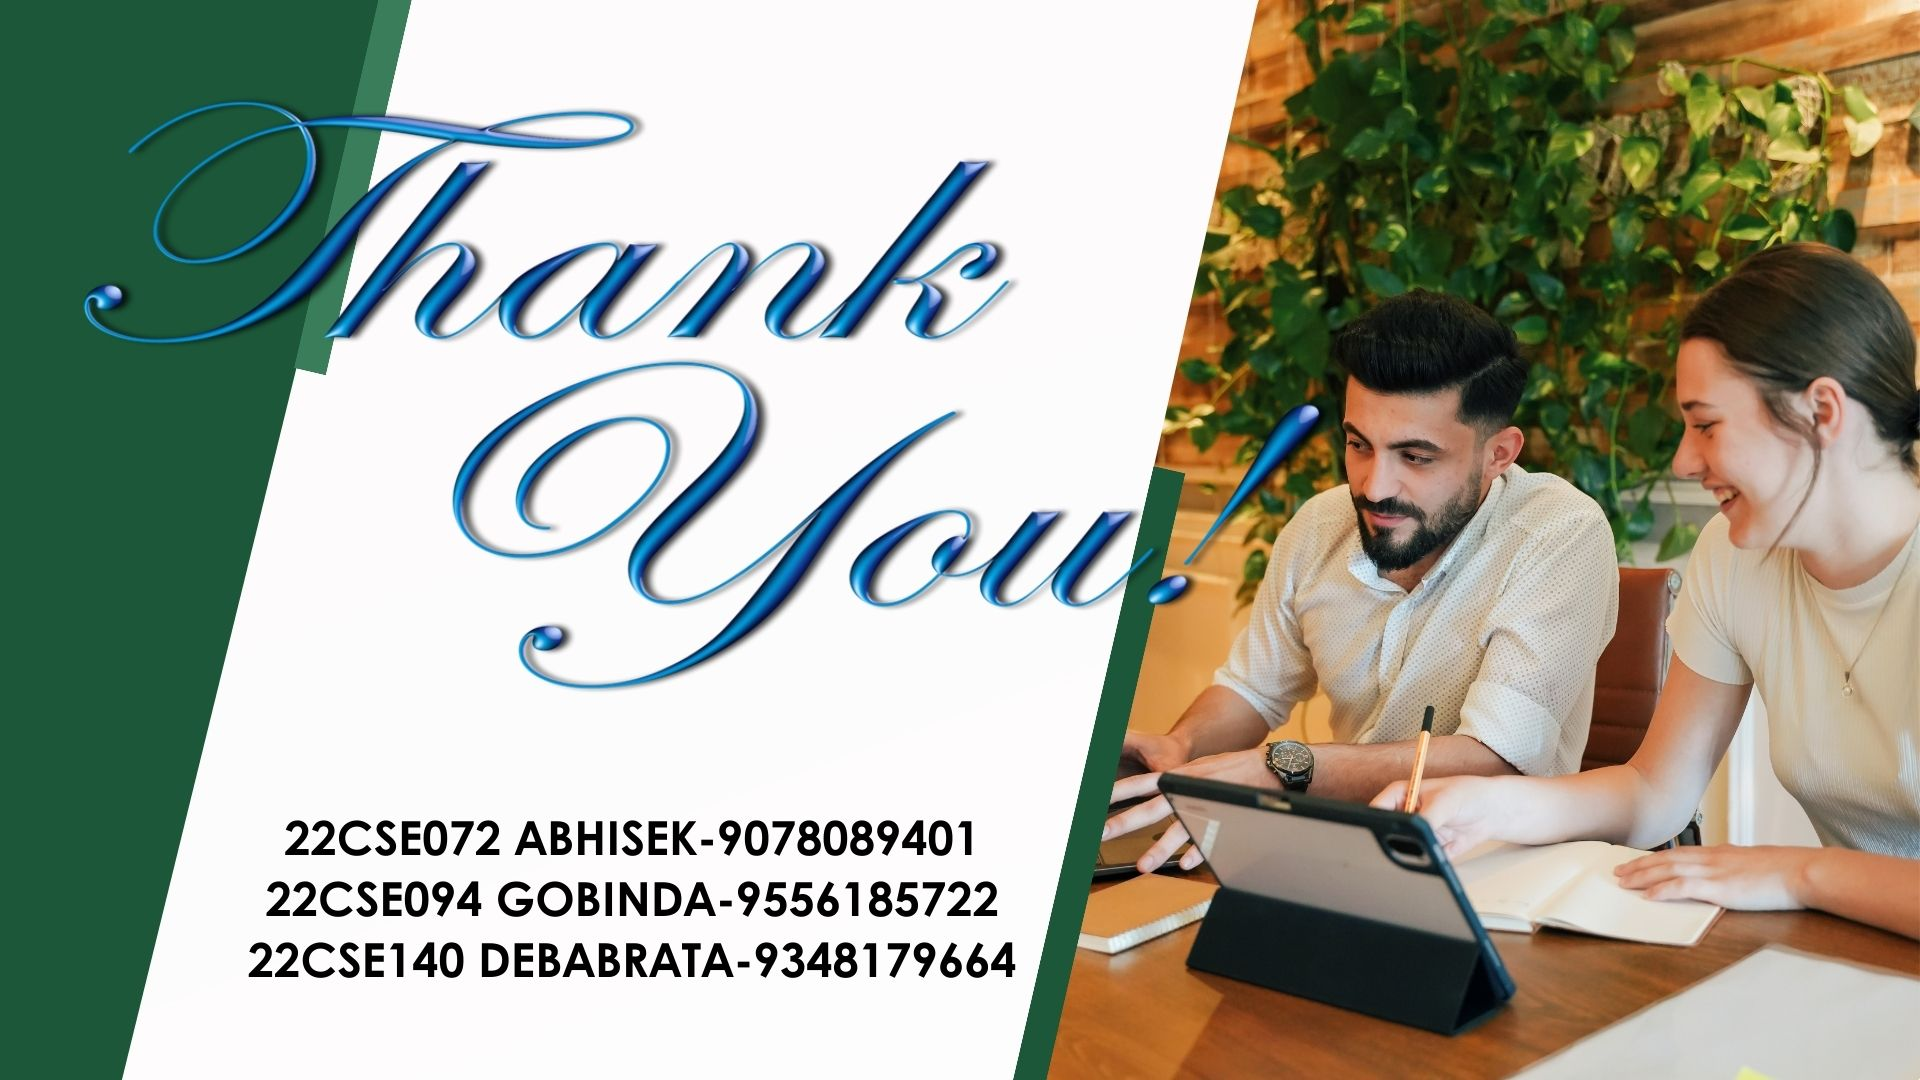 Thank
You!
22CSE072 ABHISEK-9078089401
22CSE094 GOBINDA-9556185722
22CSE140 DEBABRATA-9348179664